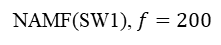 NAMF(SW1), f = 200